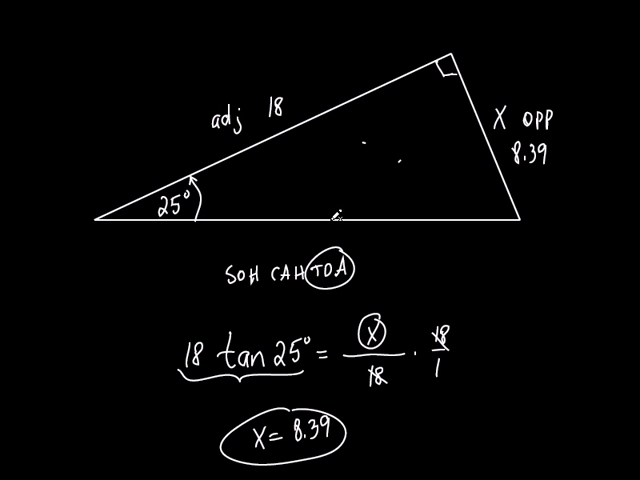 adj 18
X OPP
8.39
25°
SOH CAH TOA
18 tan 25° = X / 18 · 18 / 1
X = 8.39